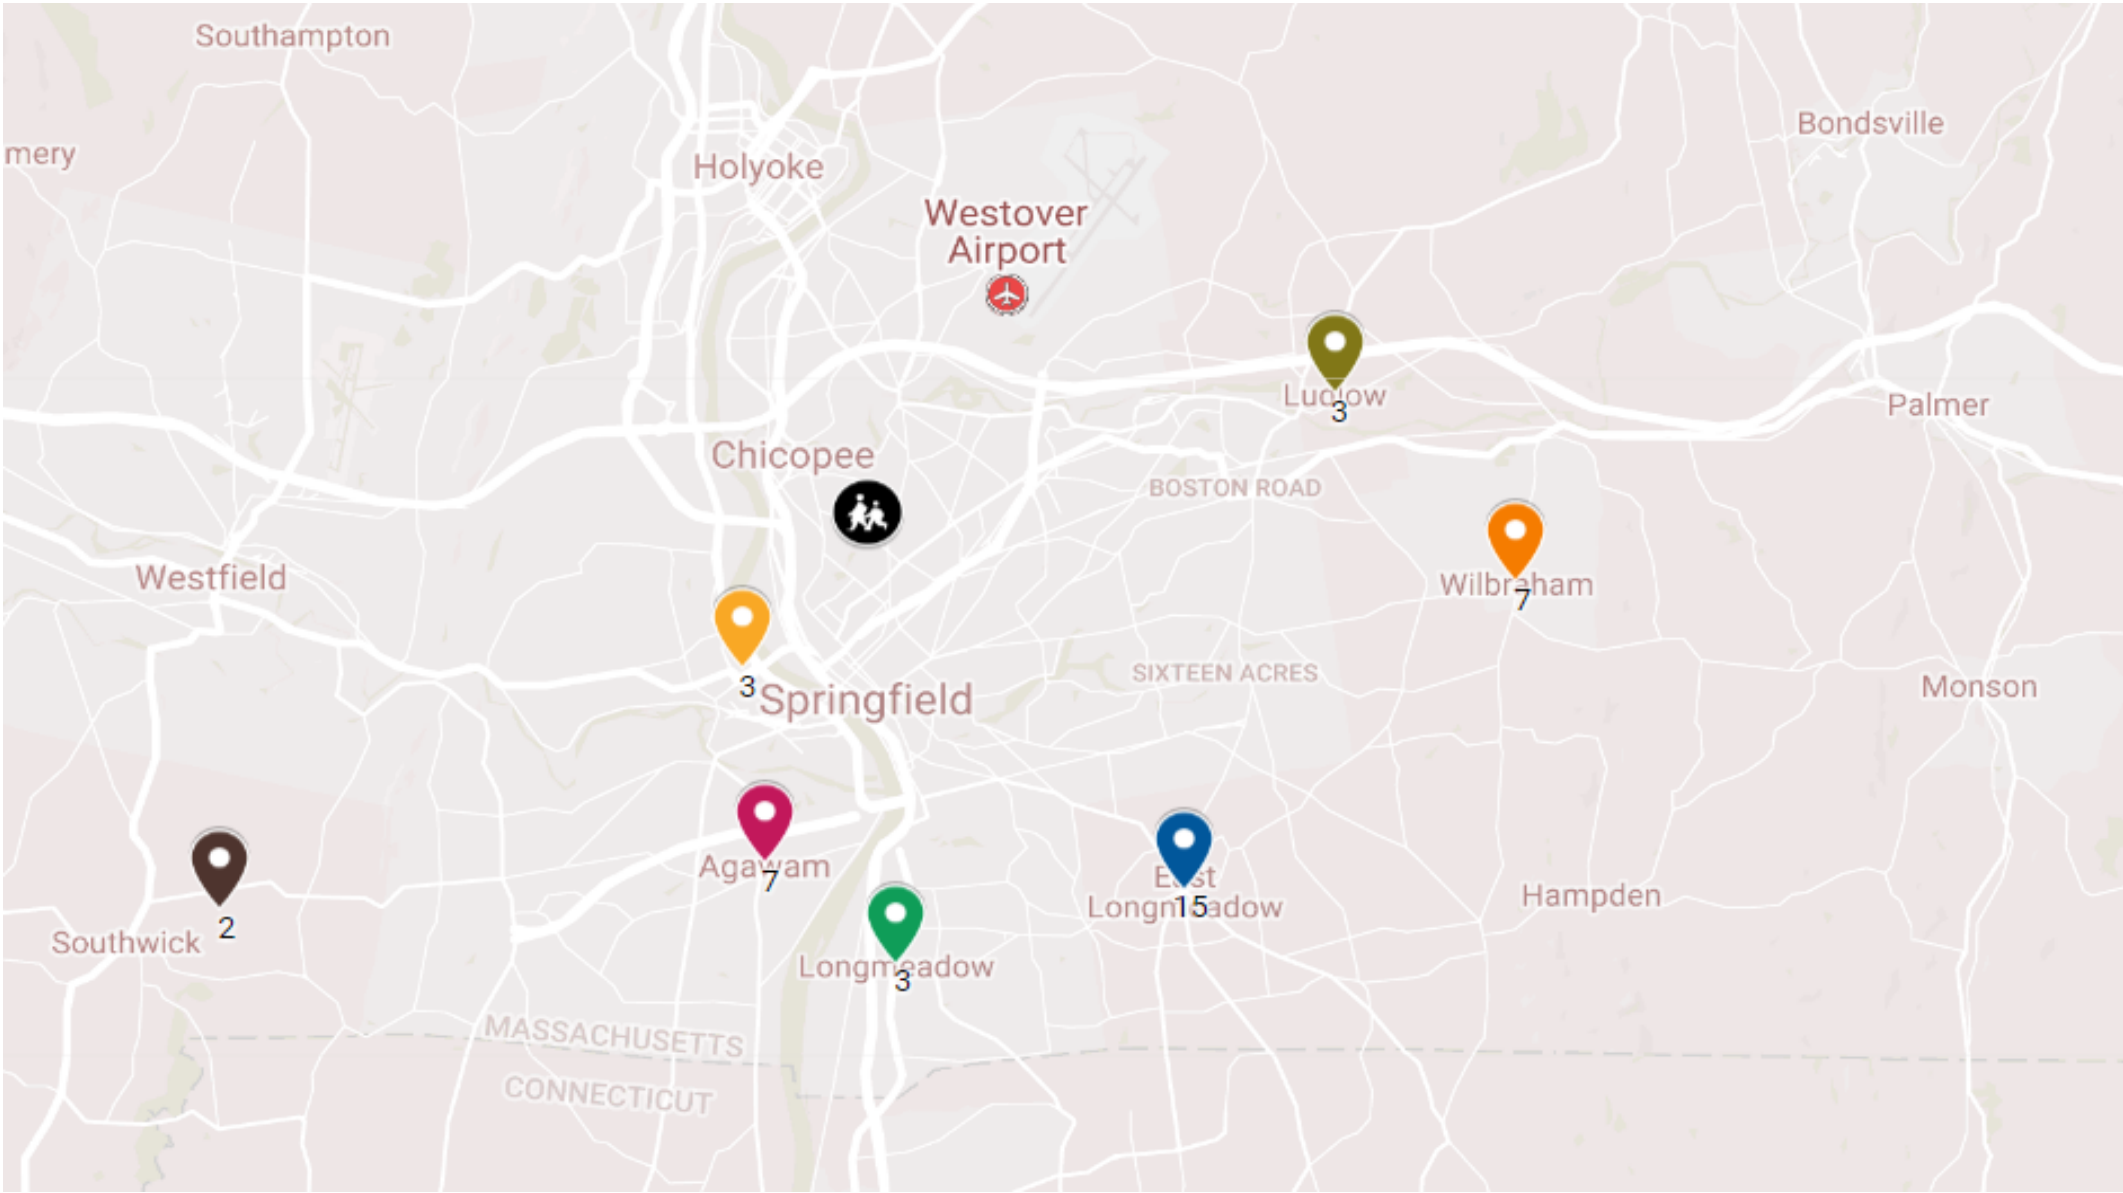 Southampton
Bondsville
mery
Holyoke
Westover
Airport
Ludlow
3
Palmer
Chicopee
BOSTON ROAD
Westfield
Wilbraham
7
SIXTEEN ACRES
3
Springfield
Monson
Agawam
7
East
Longmeadow
15
Hampden
2
Southwick
Longmeadow
3
MASSACHUSETTS
CONNECTICUT